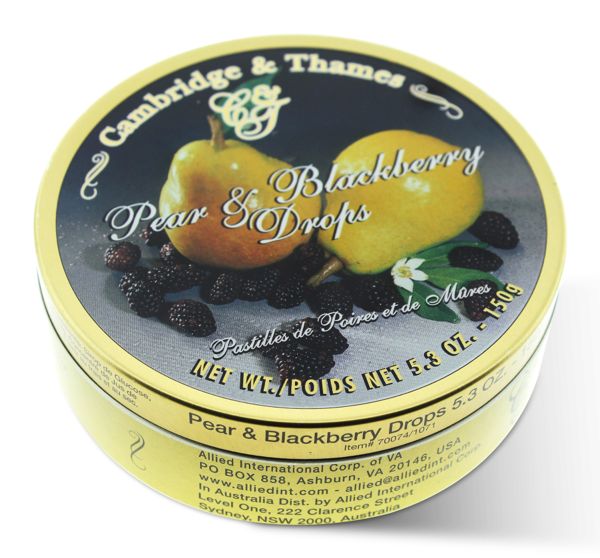 Cambridge & Thames
C&T
Pear & Blackberry
Drops
Pastilles de Poires et de Mûres
NET WT./POIDS NET 5.3 OZ. - 150g
Pear & Blackberry Drops 5.3 OZ.
Item# 70074/1071
Allied International Corp. of VA
PO BOX 858, Ashburn, VA 20146, USA
www.alliedint.com - allied@alliedint.com
In Australia Dist. by Allied International Corp
Level One, 222 Clarence Street
Sydney, NSW 2000, Australia